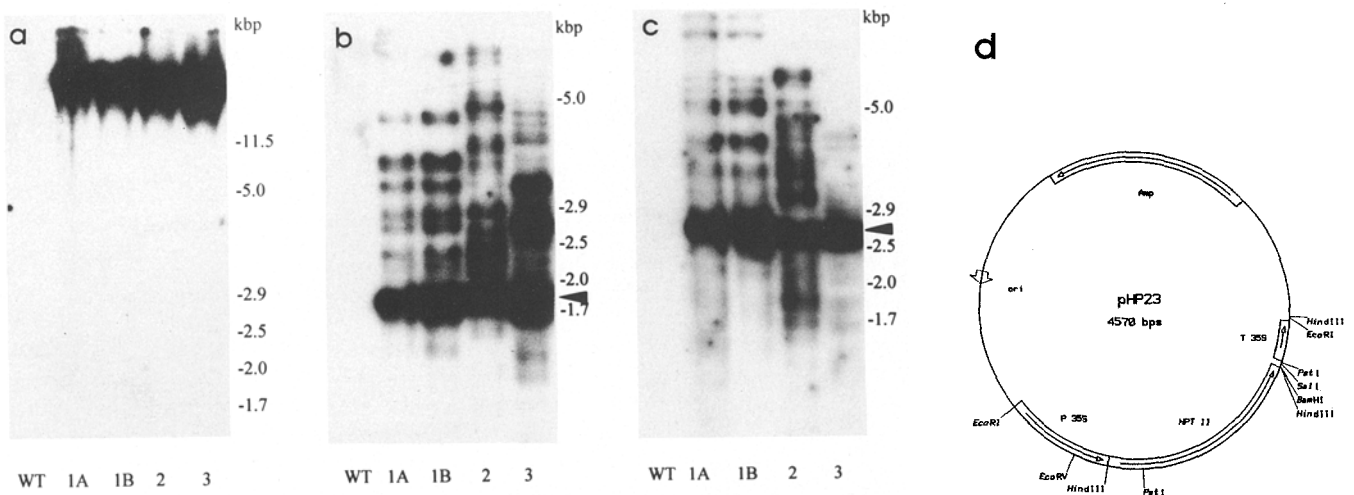 a
kbp
-11.5
-5.0
-2.9
-2.5
-2.0
-1.7
WT 1A 1B 2 3
b
kbp
-5.0
-2.9
-2.5
-2.0
-1.7
WT 1A 1B 2 3
c
kbp
-5.0
-2.9
-2.5
-2.0
-1.7
WT 1A 1B 2 3
d
Amp
ori
pHP23
4570 bps
HindIII
EcoRI
T 35S
PstI
SalI
BamHI
HindIII
HPT II
P 35S
EcoRI
EcoRV
HindIII
PstI